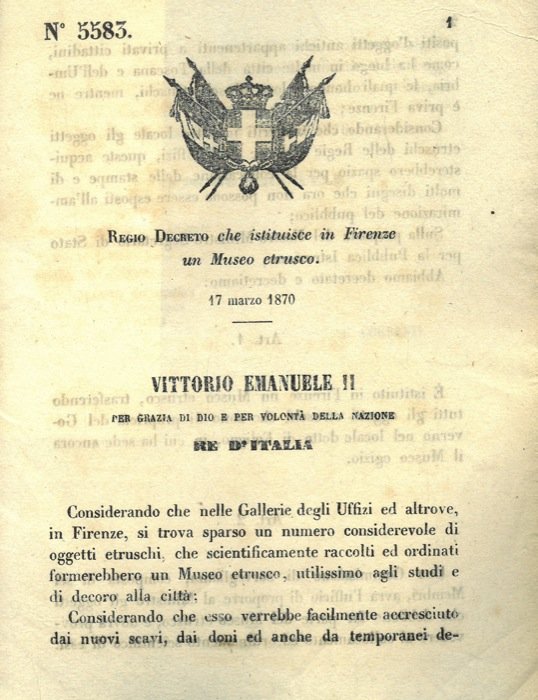 N° 5583.
1
REGIO DECRETO che istituisce in Firenze
un Museo etrusco.
17 marzo 1870
VITTORIO EMANUELE II
PER GRAZIA DI DIO E PER VOLONTÀ DELLA NAZIONE
RE D'ITALIA
Considerando che nelle Gallerie degli Uffizi ed altrove,
in Firenze, si trova sparso un numero considerevole di
oggetti etruschi, che scientificamente raccolti ed ordinati
formerebbero un Museo etrusco, utilissimo agli studi e
di decoro alla città;
Considerando che esso verrebbe facilmente accresciuto
dai nuovi scavi, dai doni ed anche da temporanei de-